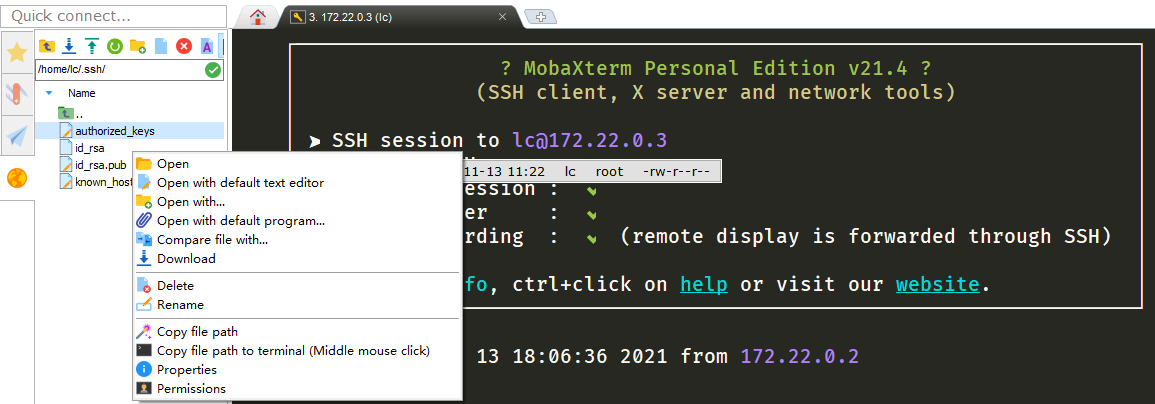 Quick connect...
3. 172.22.0.3 (lc)
/home/lc/.ssh/
Name
..
authorized_keys
id_rsa
id_rsa.pub
known_host
Open
Open with default text editor
Open with...
Open with default program...
Compare file with...
Download
Delete
Rename
Copy file path
Copy file path to terminal (Middle mouse click)
Properties
Permissions
? MobaXterm Personal Edition v21.4 ?
(SSH client, X server and network tools)
SSH session to lc@172.22.0.3
11-13 11:22 lc root -rw-r--r--
ession :
er :
rding : (remote display is forwarded through SSH)
fo, ctrl+click on help or visit our website.
13 18:06:36 2021 from 172.22.0.2